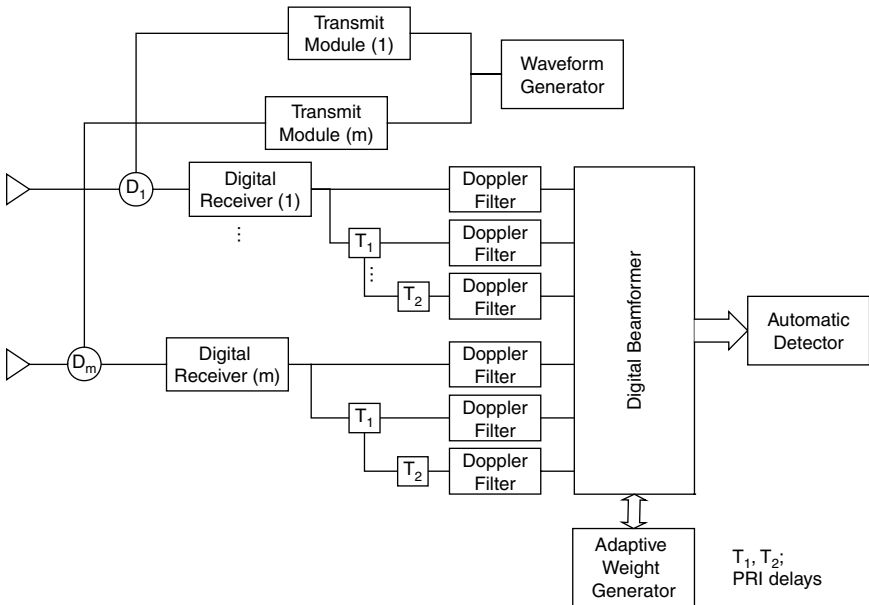 Transmit
Module (1)
Waveform
Generator
Transmit
Module (m)
D1
Digital
Receiver (1)
...
Doppler
Filter
T1
Doppler
Filter
...
T2
Doppler
Filter
Digital Beamformer
Automatic
Detector
Dm
Digital
Receiver (m)
Doppler
Filter
T1
Doppler
Filter
T2
Doppler
Filter
Adaptive
Weight
Generator
T1, T2;
PRI delays